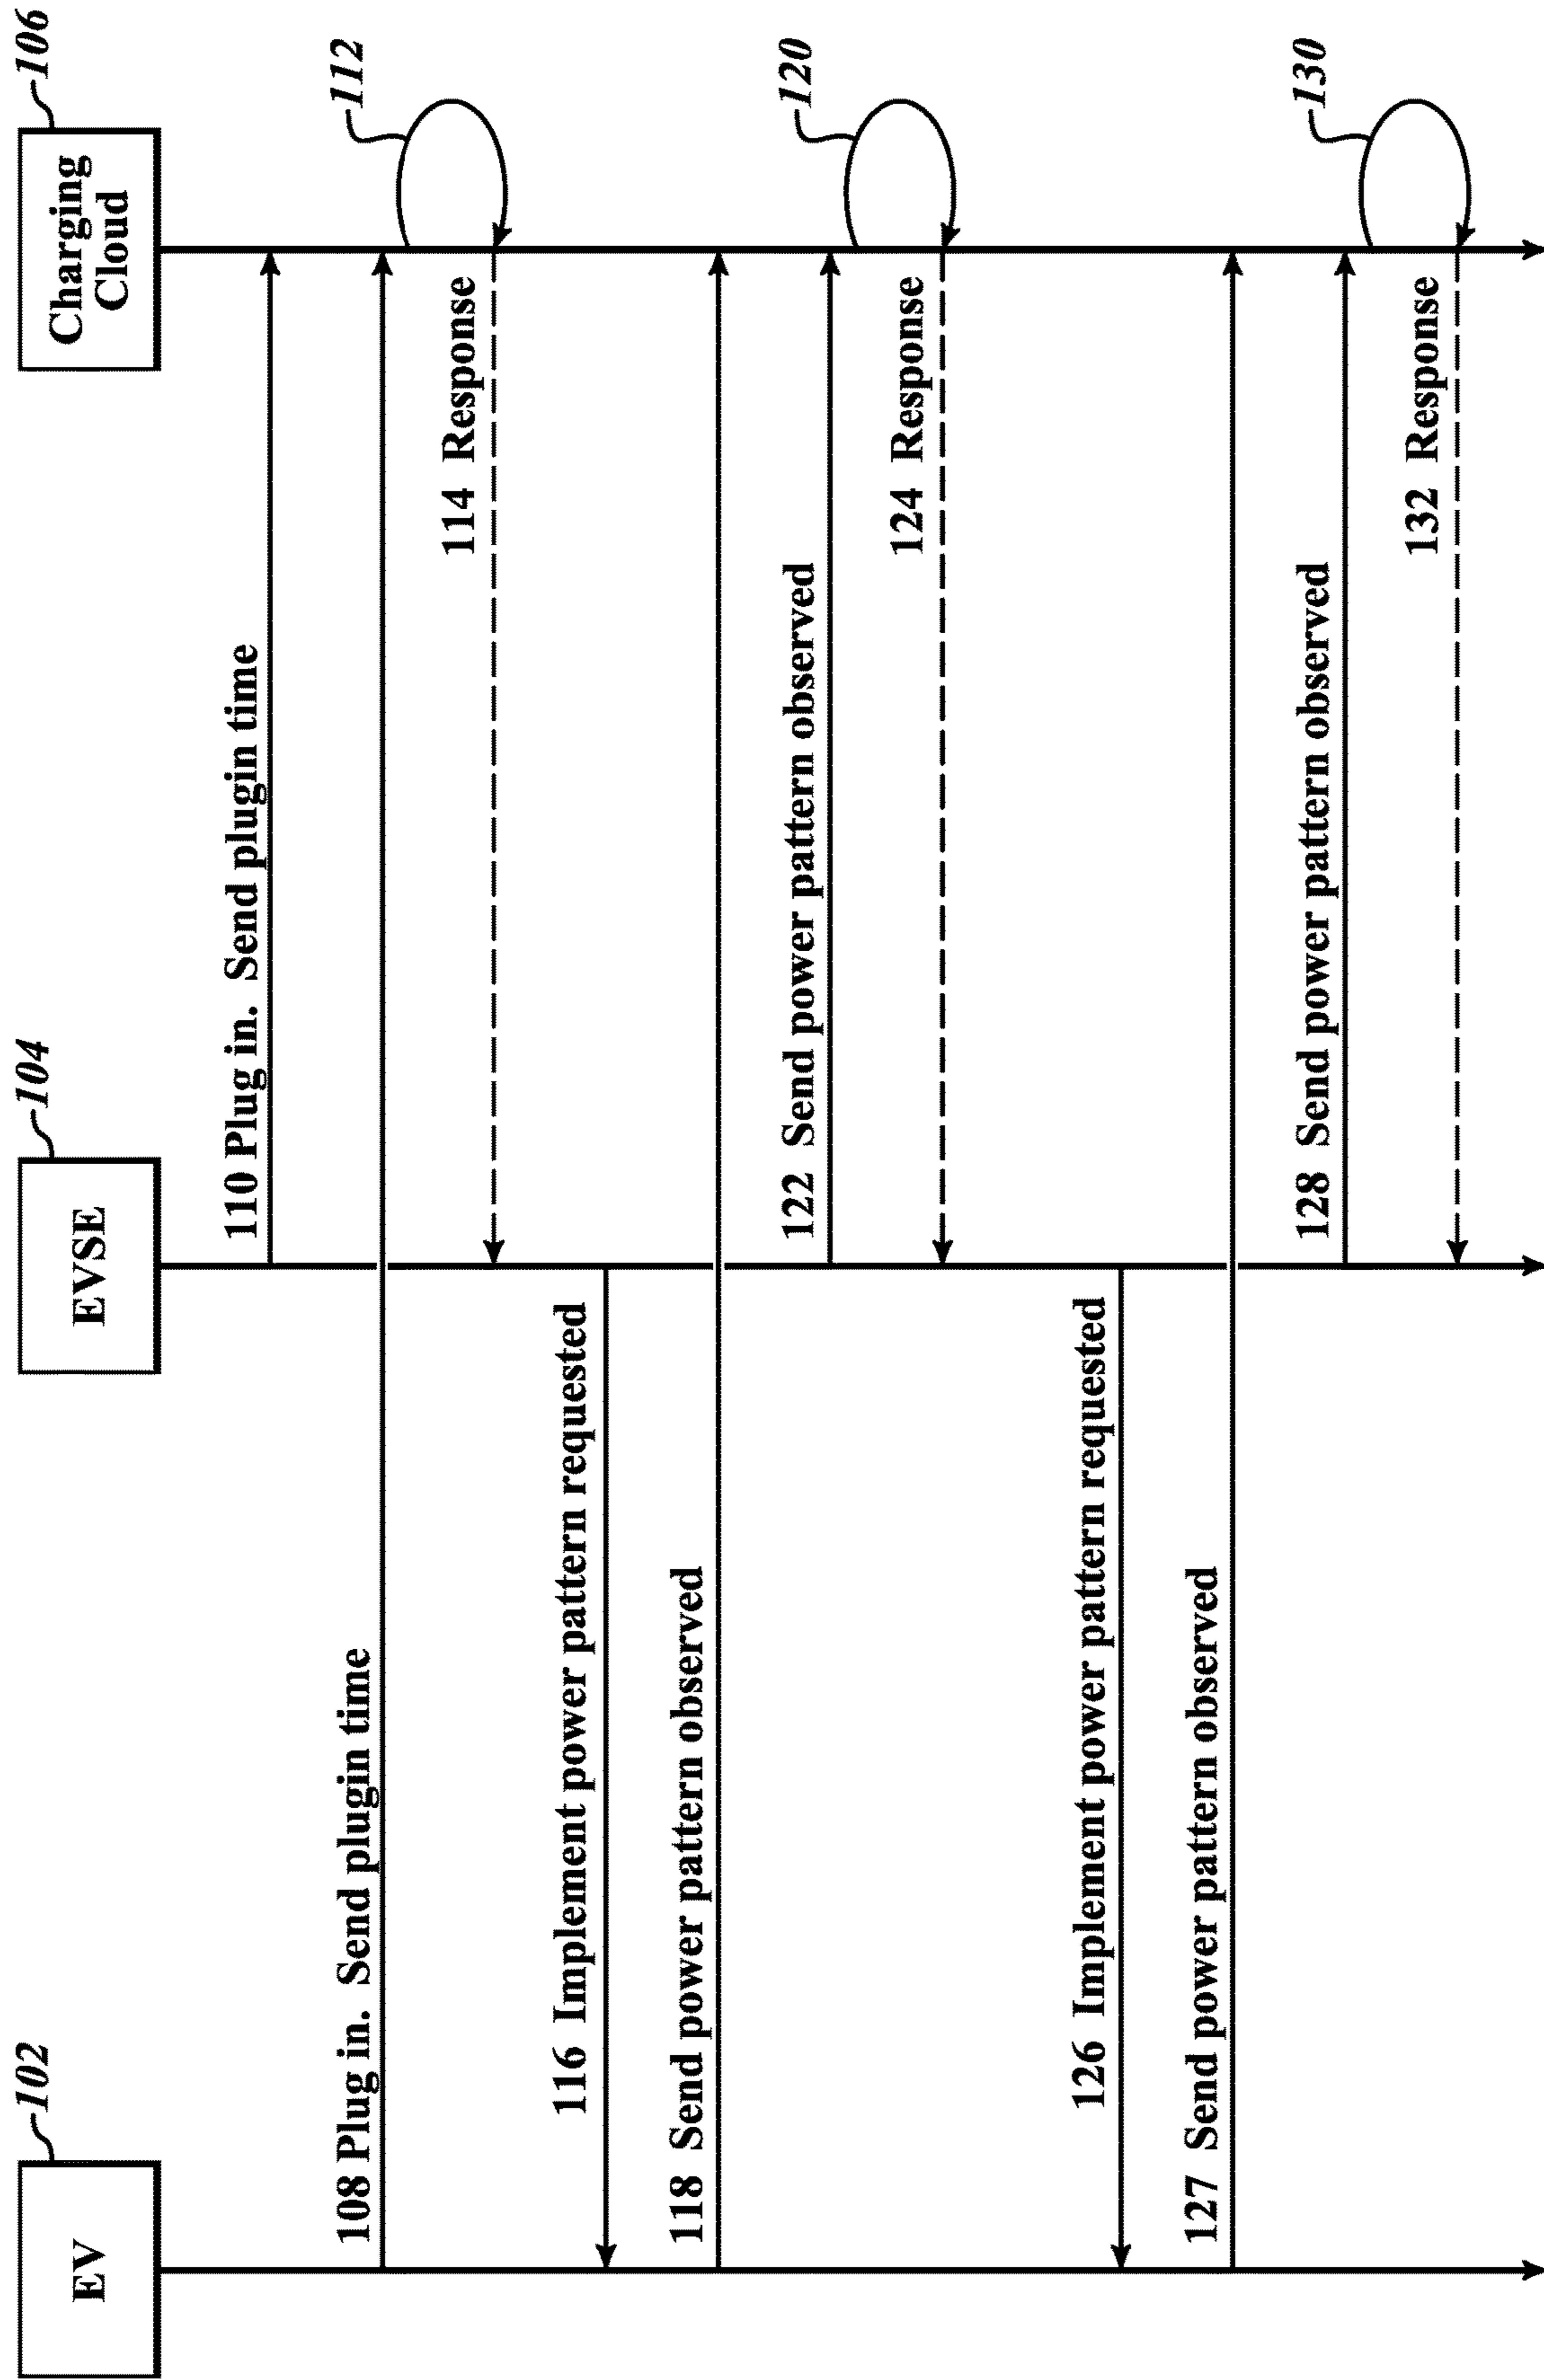 102
EV
104
EVSE
106
Charging
Cloud
110 Plug in. Send plugin time
108 Plug in. Send plugin time
112
114 Response
116 Implement power pattern requested
118 Send power pattern observed
120
122 Send power pattern observed
124 Response
126 Implement power pattern requested
127 Send power pattern observed
128 Send power pattern observed
130
132 Response